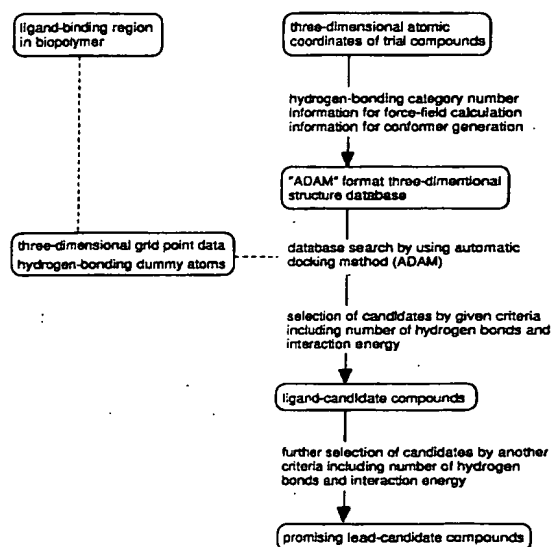 ligand-binding region
in biopolymer
three-dimensional atomic
coordinates of trial compounds
hydrogen-bonding category number
information for force-field calculation
information for conformer generation
"ADAM" format three-dimentional
structure database
three-dimensional grid point data
hydrogen-bonding dummy atoms
database search by using automatic
docking method (ADAM)
selection of candidates by given criteria
including number of hydrogen bonds and
interaction energy
ligand-candidate compounds
further selection of candidates by another
criteria including number of hydrogen
bonds and interaction energy
promising lead-candidate compounds